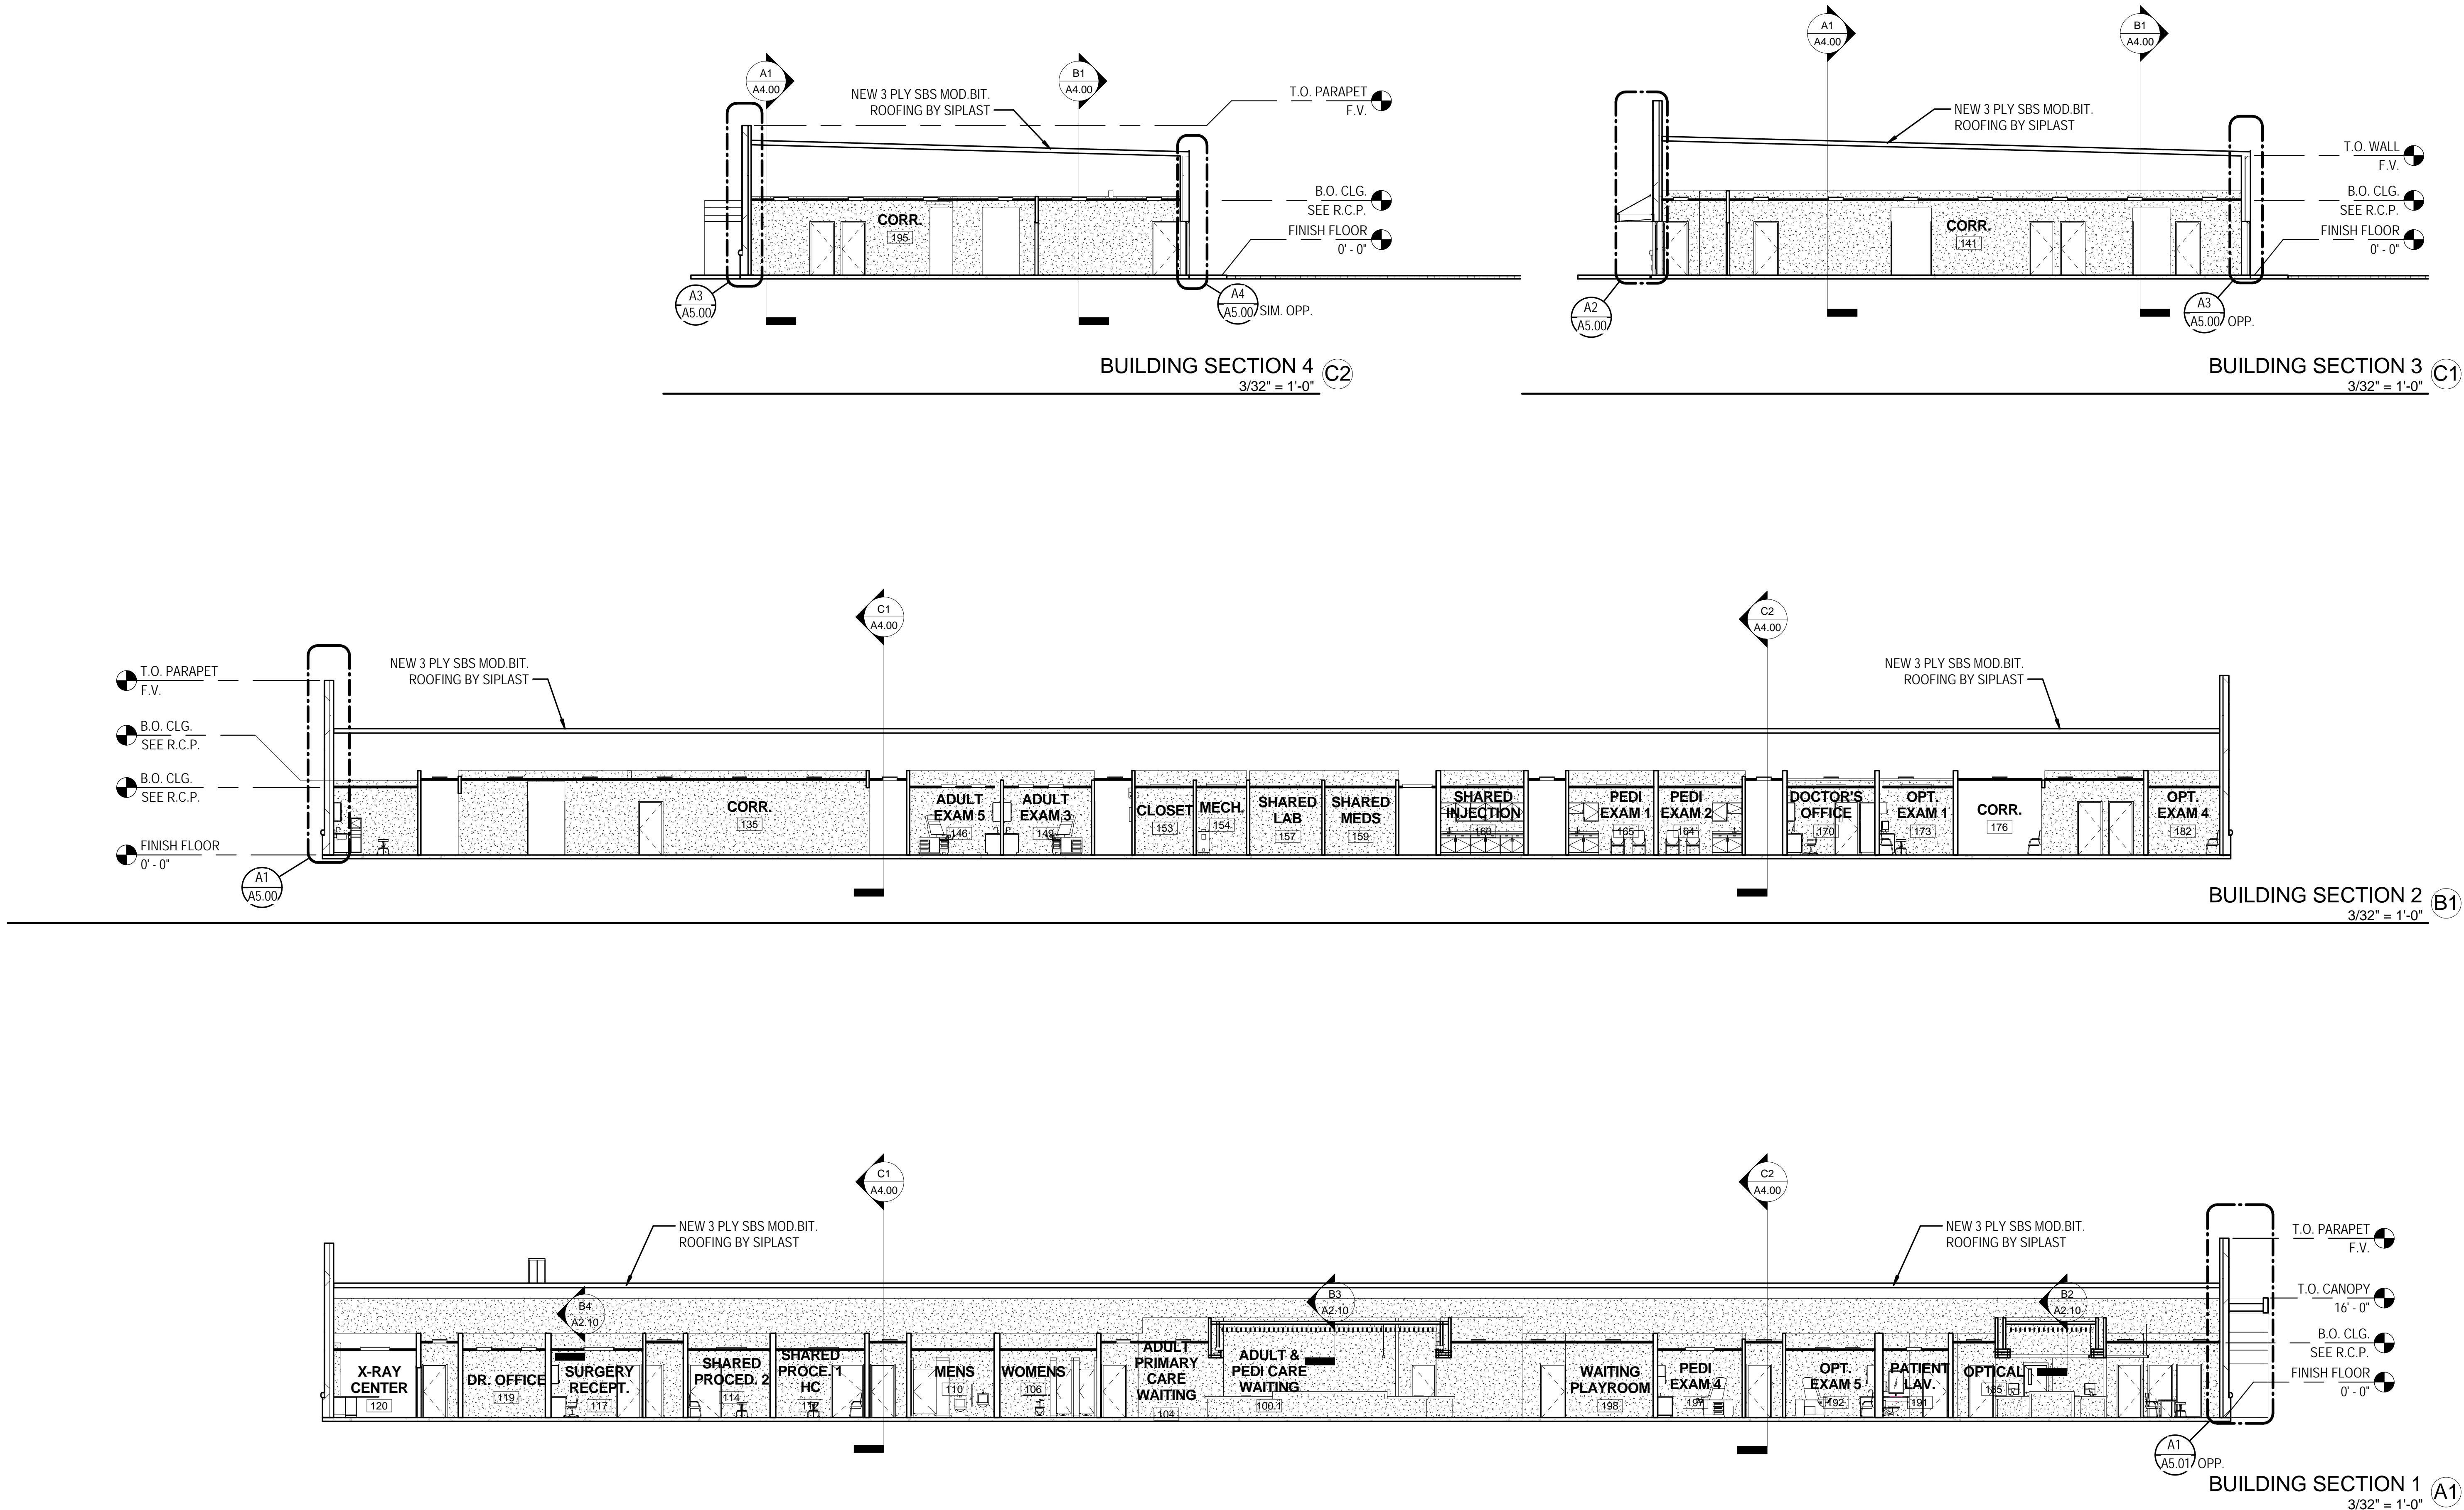 A1
A4.00
B1
A4.00
NEW 3 PLY SBS MOD.BIT.
ROOFING BY SIPLAST
T.O. PARAPET
F.V.
B.O. CLG.
SEE R.C.P.
FINISH FLOOR
0' - 0"
CORR.
195
A3
A5.00
A4
A5.00
SIM. OPP.
BUILDING SECTION 4
3/32" = 1'-0"
C2
A1
A4.00
B1
A4.00
NEW 3 PLY SBS MOD.BIT.
ROOFING BY SIPLAST
T.O. WALL
F.V.
B.O. CLG.
SEE R.C.P.
FINISH FLOOR
0' - 0"
CORR.
141
A2
A5.00
A3
A5.00
OPP.
BUILDING SECTION 3
3/32" = 1'-0"
C1
C1
A4.00
C2
A4.00
T.O. PARAPET
F.V.
B.O. CLG.
SEE R.C.P.
B.O. CLG.
SEE R.C.P.
FINISH FLOOR
0' - 0"
NEW 3 PLY SBS MOD.BIT.
ROOFING BY SIPLAST
NEW 3 PLY SBS MOD.BIT.
ROOFING BY SIPLAST
CORR.
135
ADULT
EXAM 5
146
ADULT
EXAM 3
149
CLOSET
153
MECH.
154
SHARED
LAB
157
SHARED
MEDS
159
SHARED
INJECTION
160
PEDI
EXAM 1
165
PEDI
EXAM 2
164
DOCTOR'S
OFFICE
170
OPT.
EXAM 1
173
CORR.
176
OPT.
EXAM 4
182
A1
A5.00
BUILDING SECTION 2
3/32" = 1'-0"
B1
C1
A4.00
C2
A4.00
NEW 3 PLY SBS MOD.BIT.
ROOFING BY SIPLAST
NEW 3 PLY SBS MOD.BIT.
ROOFING BY SIPLAST
B4
A2.10
B3
A2.10
B2
A2.10
T.O. PARAPET
F.V.
T.O. CANOPY
16' - 0"
B.O. CLG.
SEE R.C.P.
FINISH FLOOR
0' - 0"
X-RAY
CENTER
120
DR. OFFICE
119
SURGERY
RECEPT.
117
SHARED
PROCED. 2
114
SHARED
PROCE. 1
HC
MENS
110
WOMENS
106
ADULT
PRIMARY
CARE
WAITING
104
ADULT &
PEDI CARE
WAITING
100.1
WAITING
PLAYROOM
198
PEDI
EXAM 4
OPT.
EXAM 5
192
PATIENT
LAV.
191
OPTICAL
185
A1
A5.01
OPP.
BUILDING SECTION 1
3/32" = 1'-0"
A1